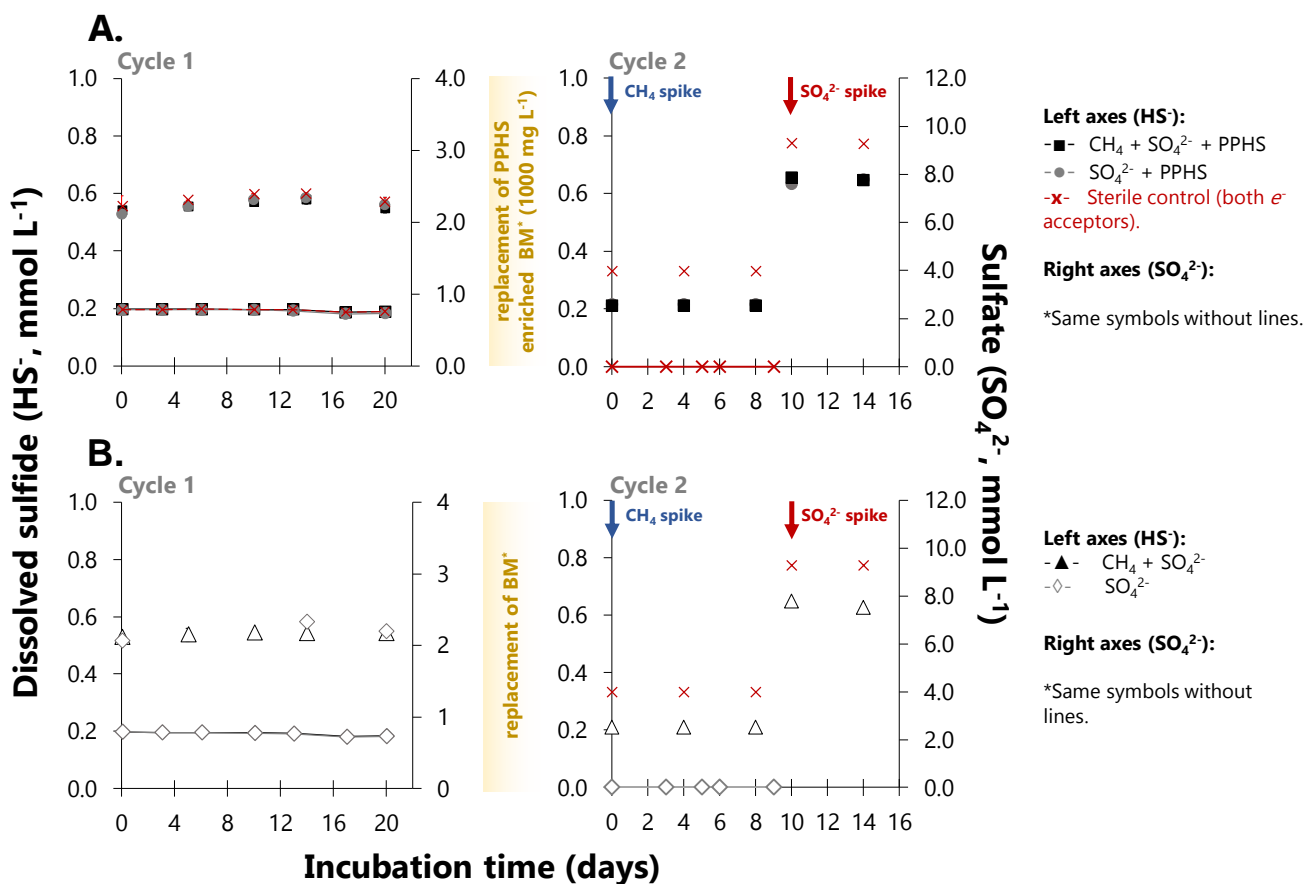 A.
Cycle 1
Cycle 2
CH₄ spike
SO₄²⁻ spike
1.0
0.8
0.6
0.4
0.2
0.0
4.0
3.0
2.0
1.0
0.0
0 4 8 12 16 20
replacement of PPHS
enriched BM* (1000 mg L⁻¹)
1.0
0.8
0.6
0.4
0.2
0.0
12.0
10.0
8.0
6.0
4.0
2.0
0.0
0 2 4 6 8 10 12 14 16
Left axes (HS⁻):
-■- CH₄ + SO₄²⁻ + PPHS
-●- SO₄²⁻ + PPHS
-x- Sterile control (both e⁻
acceptors).
Right axes (SO₄²⁻):
*Same symbols without lines.
Dissolved sulfide (HS⁻, mmol L⁻¹)
Sulfate (SO₄²⁻, mmol L⁻¹)
B.
Cycle 1
Cycle 2
CH₄ spike
SO₄²⁻ spike
1.0
0.8
0.6
0.4
0.2
0.0
4
3
2
1
0
0 4 8 12 16 20
replacement of BM*
1.0
0.8
0.6
0.4
0.2
0.0
12.0
10.0
8.0
6.0
4.0
2.0
0.0
0 2 4 6 8 10 12 14 16
Left axes (HS⁻):
-▲- CH₄ + SO₄²⁻
-◇- SO₄²⁻
Right axes (SO₄²⁻):
*Same symbols without
lines.
Incubation time (days)